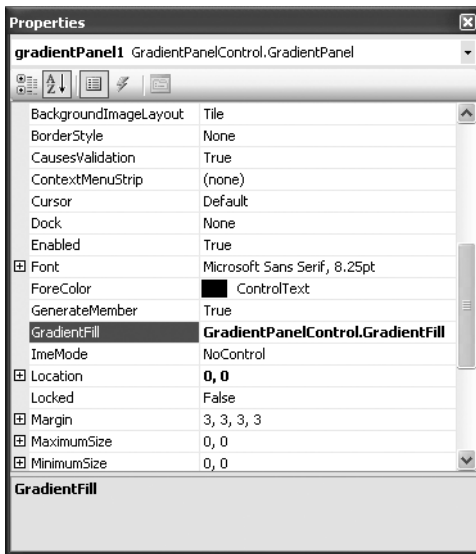 Properties
gradientPanel1 GradientPanelControl.GradientPanel
BackgroundImageLayout Tile
BorderStyle None
CausesValidation True
ContextMenuStrip (none)
Cursor Default
Dock None
Enabled True
Font Microsoft Sans Serif, 8.25pt
ForeColor ControlText
GenerateMember True
GradientFill GradientPanelControl.GradientFill
ImeMode NoControl
Location 0, 0
Locked False
Margin 3, 3, 3, 3
MaximumSize 0, 0
MinimumSize 0, 0
GradientFill